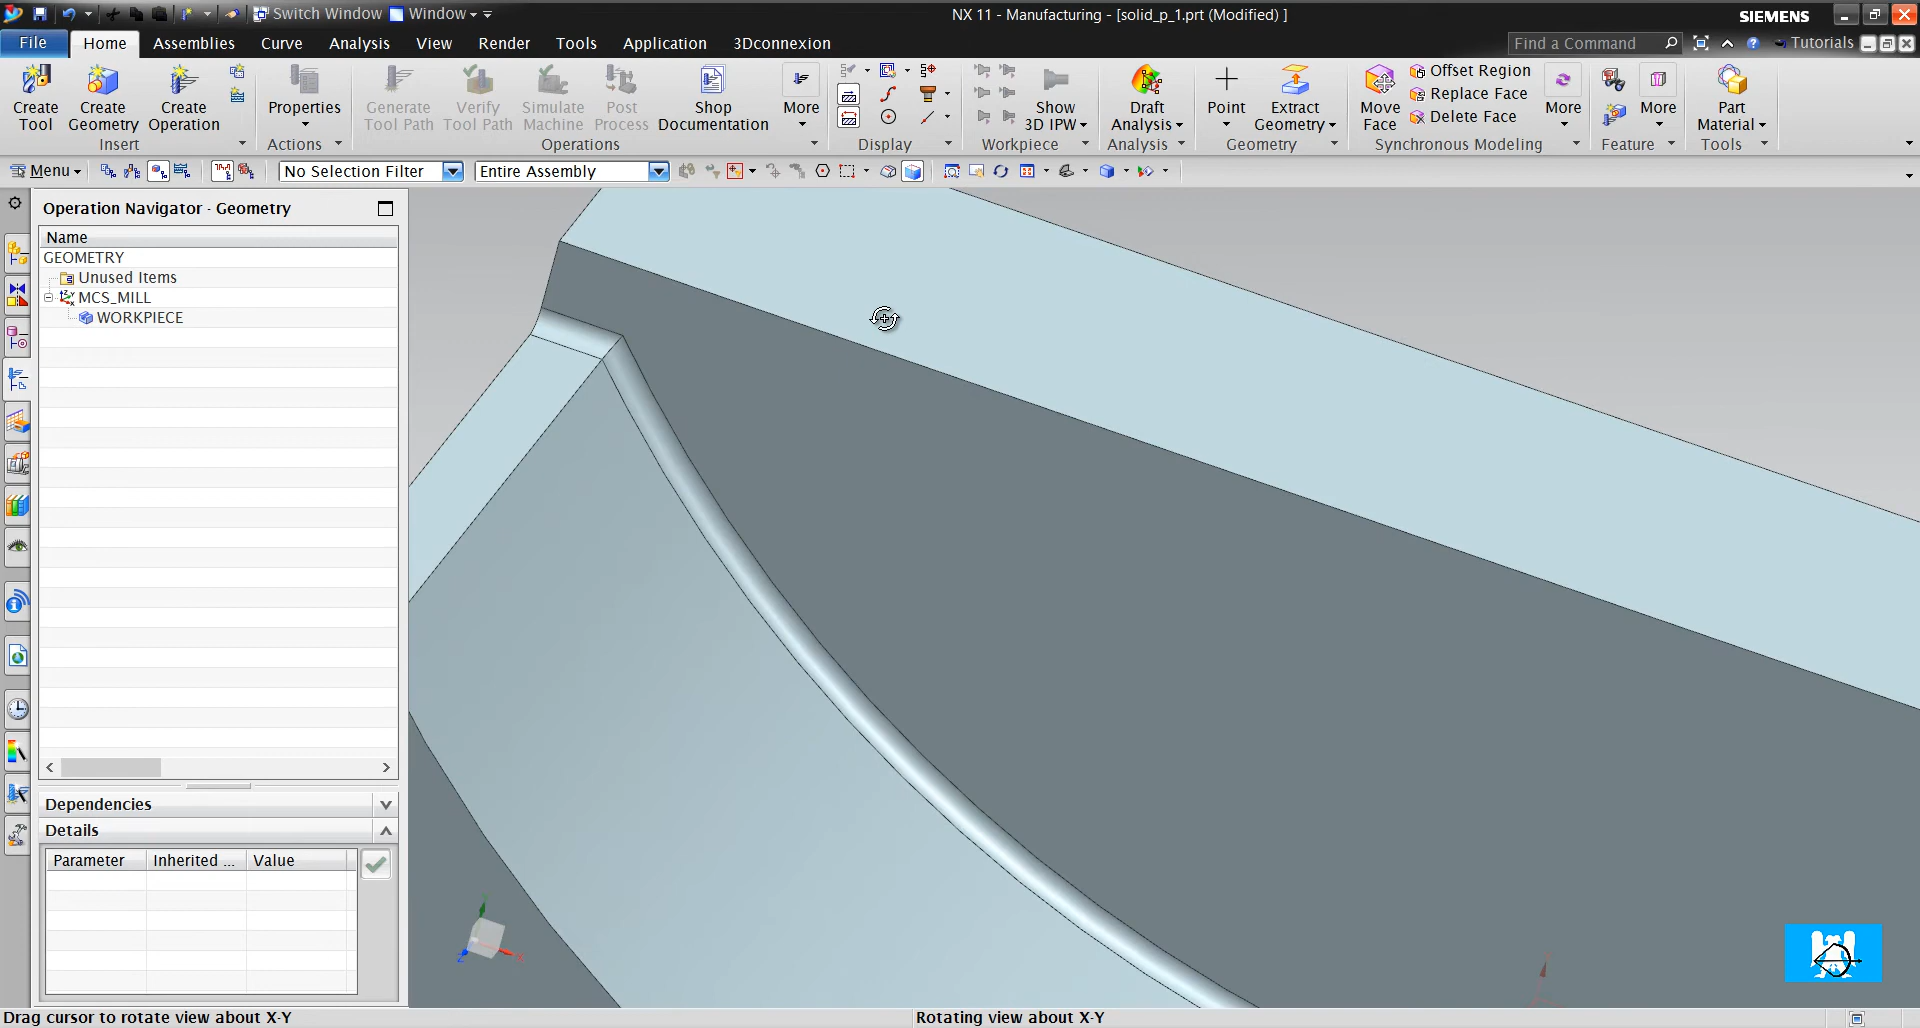 Switch Window Window NX 11 - Manufacturing - [solid_p_1.prt (Modified) ] SIEMENS
File Home Assemblies Curve Analysis View Render Tools Application 3Dconnexion Find a Command Tutorials
Create Tool
Create Geometry
Create Operation
Properties
Generate Tool Path
Verify Tool Path
Simulate Machine
Post Process
Shop Documentation
More
Show 3D IPW
Draft Analysis
Point
Extract Geometry
Move Face
Offset Region
Replace Face
Delete Face
More
More
Part Material
Insert Actions Operations Display Workpiece Analysis Geometry Synchronous Modeling Feature Tools
Menu No Selection Filter Entire Assembly
Operation Navigator - Geometry
Name
GEOMETRY
Unused Items
MCS_MILL
WORKPIECE
Dependencies
Details
Parameter Inherited ... Value
Z X
Drag cursor to rotate view about X-Y Rotating view about X-Y